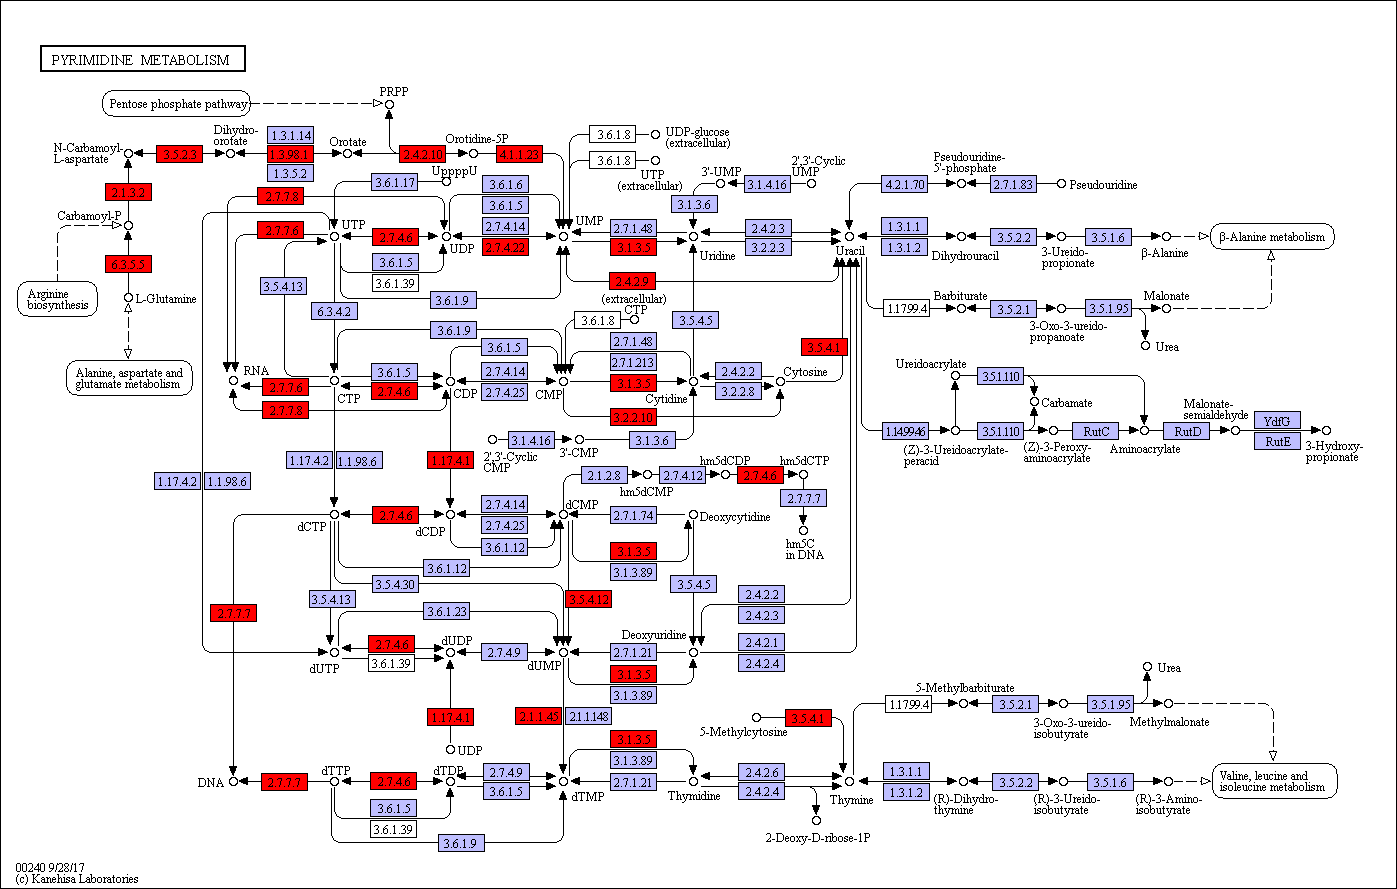 PYRIMIDINE METABOLISM
Pentose phosphate pathway
PRPP
N-Carbamoyl-
L-aspartate
3.5.2.3
Dihydro-
orotate
1.3.1.14
1.3.98.1
1.3.5.2
Orotate
2.4.2.10
Orotidine-5P
4.1.1.23
3.6.1.8
UDP-glucose
(extracellular)
3.6.1.8
UTP
(extracellular)
2.1.3.2
Carbamoyl-P
6.3.5.5
Arginine
biosynthesis
L-Glutamine
Alanine, aspartate and
glutamate metabolism
UppppU
3.6.1.17
2.7.7.8
2.7.7.6
UTP
2.7.4.6
3.6.1.5
3.6.1.39
UDP
3.6.1.6
3.6.1.5
2.7.4.14
2.7.4.22
UMP
3.6.1.9
3'-UMP
3.1.4.16
2',3'-Cyclic
UMP
3.1.3.6
2.7.1.48
3.1.3.5
Uridine
2.4.2.3
3.2.2.3
Uracil
2.4.2.9
(extracellular)
CTP
3.6.1.8
Pseudouridine-
5'-phosphate
4.2.1.70
2.7.1.83
Pseudouridine
1.3.1.1
1.3.1.2
Dihydrouracil
3.5.2.2
3-Ureido-
propionate
3.5.1.6
β-Alanine
β-Alanine metabolism
1.1.99.4
Barbiturate
3.5.2.1
3-Oxo-3-ureido-
propanoate
3.5.1.95
Malonate
Urea
3.5.4.13
6.3.4.2
3.6.1.9
3.6.1.5
3.5.4.5
2.7.1.48
2.7.1.213
3.5.4.1
RNA
2.7.7.6
2.7.7.8
CTP
3.6.1.5
2.7.4.6
CDP
2.7.4.14
2.7.4.25
CMP
3.1.3.5
3.2.2.10
Cytidine
2.4.2.2
3.2.2.8
Cytosine
Ureidoacrylate
3.5.1.110
Carbamate
1.14.99.46
(Z)-3-Ureidoacrylate-
peracid
3.5.1.110
(Z)-3-Peroxy-
aminoacrylate
RutC
Aminoacrylate
RutD
Malonate-
semialdehyde
YdfG
RutE
3-Hydroxy-
propionate
2',3'-Cyclic
CMP
3.1.4.16
3'-CMP
3.1.3.6
1.17.4.2
1.1.98.6
1.17.4.2
1.1.98.6
1.17.4.1
2.1.2.8
hm5dCMP
2.7.4.12
hm5dCDP
2.7.4.6
hm5dCTP
2.7.7.7
hm5C
in DNA
dCTP
2.7.4.6
dCDP
2.7.4.14
2.7.4.25
3.6.1.12
dCMP
2.7.1.74
Deoxycytidine
3.1.3.5
3.1.3.89
3.6.1.12
3.5.4.30
3.5.4.13
3.5.4.12
3.5.4.5
2.7.7.7
3.6.1.23
2.4.2.2
2.4.2.3
2.4.2.1
2.4.2.4
dUTP
2.7.4.6
3.6.1.39
dUDP
2.7.4.9
dUMP
Deoxyuridine
2.7.1.21
3.1.3.5
3.1.3.89
1.17.4.1
UDP
2.1.1.45
2.1.1.148
5-Methylcytosine
3.5.4.1
1.1.99.4
5-Methylbarbiturate
3.5.2.1
3-Oxo-3-ureido-
isobutyrate
3.5.1.95
Methylmalonate
Urea
DNA
2.7.7.7
dTTP
2.7.4.6
3.6.1.5
3.6.1.39
3.6.1.9
dTDP
2.7.4.9
3.6.1.5
dTMP
3.1.3.5
3.1.3.89
2.7.1.21
Thymidine
2.4.2.6
2.4.2.4
2-Deoxy-D-ribose-1P
Thymine
1.3.1.1
1.3.1.2
(R)-Dihydro-
thymine
3.5.2.2
(R)-3-Ureido-
isobutyrate
3.5.1.6
(R)-3-Amino-
isobutyrate
Valine, leucine and
isoleucine metabolism
00240 9/28/17
(c) Kanehisa Laboratories